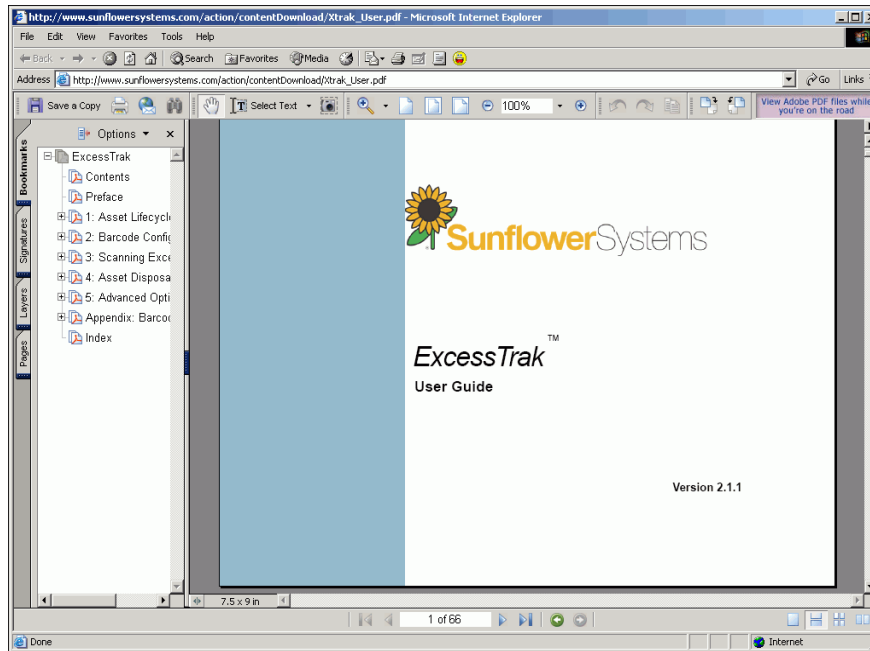 http://www.sunflowersystems.com/action/contentDownload/Xtrak_User.pdf - Microsoft Internet Explorer
File Edit View Favorites Tools Help
Back Search Favorites Media
Address http://www.sunflowersystems.com/action/contentDownload/Xtrak_User.pdf Go Links
Save a Copy Select Text 100% View Adobe PDF files while
you're on the road
Bookmarks
Signatures
Layers
Pages
Options
ExcessTrak
Contents
Preface
1: Asset Lifecycl
2: Barcode Config
3: Scanning Exce
4: Asset Disposa
5: Advanced Opti
Appendix: Barcod
Index
SunflowerSystems
ExcessTrak™
User Guide
Version 2.1.1
7.5 x 9 in
1 of 66
Done Internet